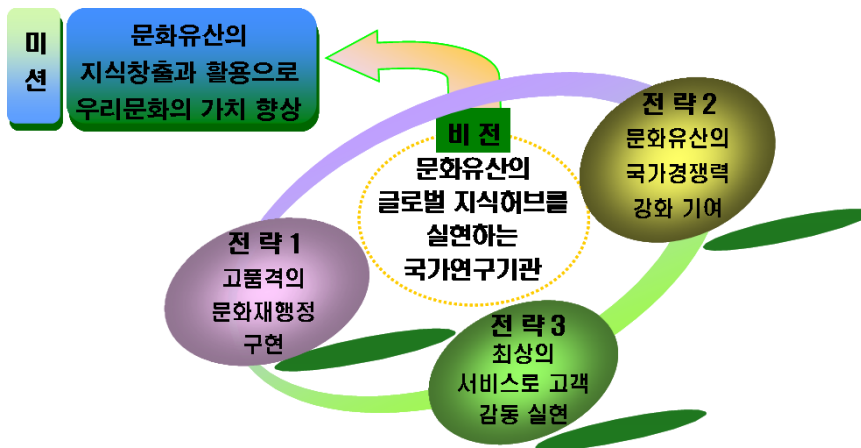 미
션
문화유산의
지식창출과 활용으로
우리문화의 가치 향상
비 전
문화유산의
글로벌 지식허브를
실현하는
국가연구기관
전 략 1
고품격의
문화재행정
구현
전 략 2
문화유산의
국가경쟁력
강화 기여
전 략 3
최상의
서비스로 고객
감동 실현